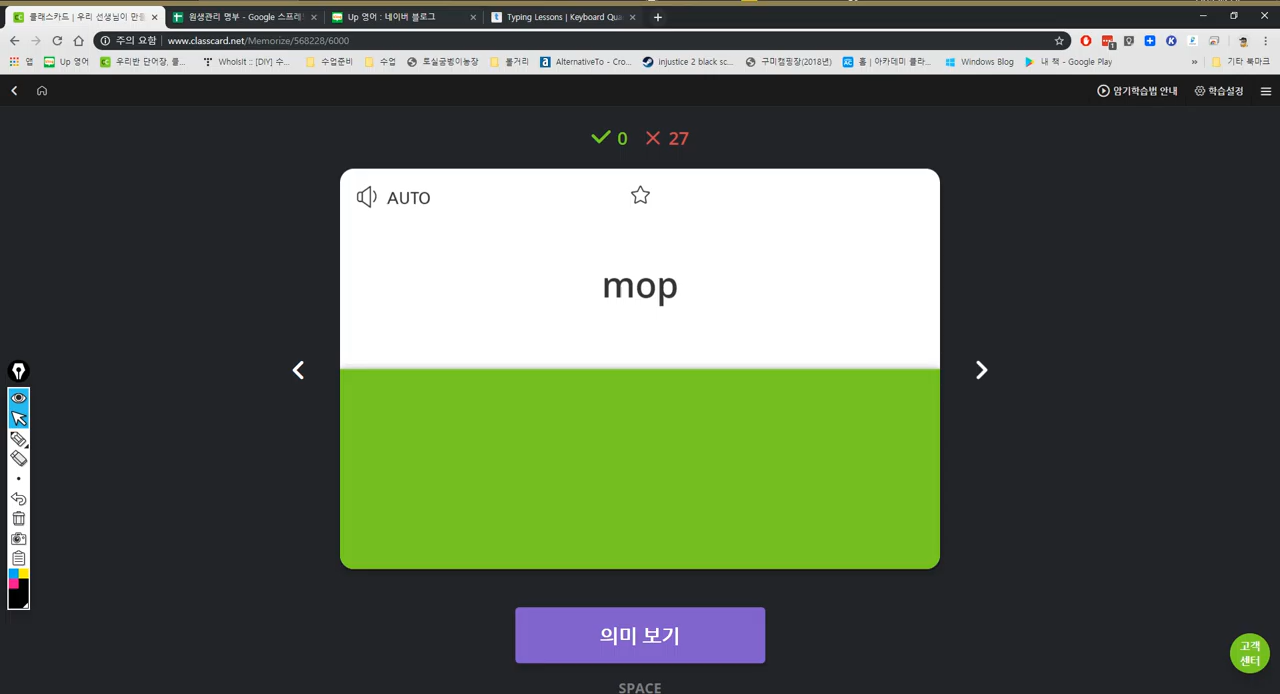 클래스카드 | 우리 선생님이 만들
원생관리 명부 - Google 스프레
Up 영어 : 네이버 블로그
Typing Lessons | Keyboard Qua
주의 요함 | www.classcard.net/Memorize/568228/6000
앱
Up 영어
우리반 단어장, 클...
WhoIsIt :: [DIY] 수...
수업준비
수업
토실굼벵이농장
볼거리
AlternativeTo - Cro...
injustice 2 black sc...
구미캠핑장(2018년)
홈 | 아카데미 클라...
Windows Blog
내 책 - Google Play
»
기타 북마크
암기학습법 안내
학습설정
0
27
AUTO
mop
의미 보기
SPACE
고객
센터